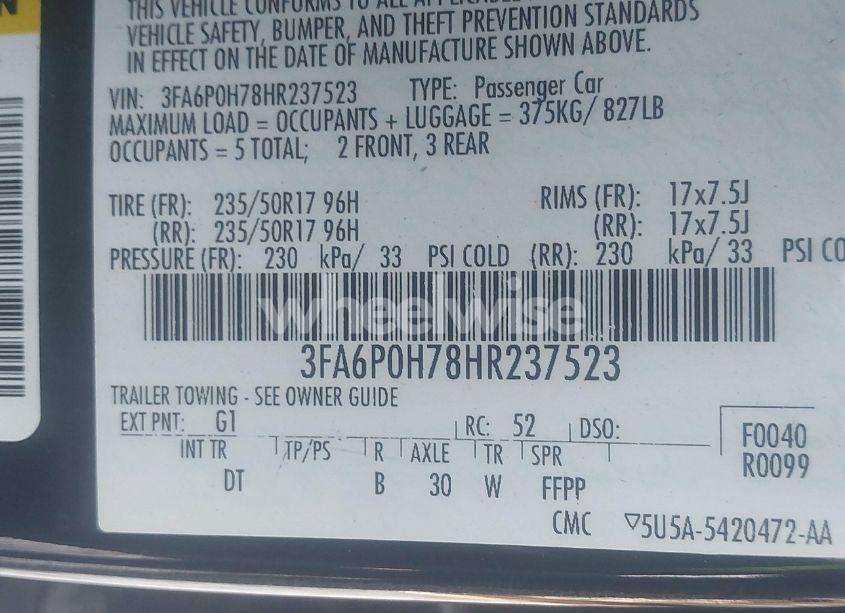 N
THIS VEHICLE CONFORMS TO ALL
VEHICLE SAFETY, BUMPER, AND THEFT PREVENTION STANDARDS
IN EFFECT ON THE DATE OF MANUFACTURE SHOWN ABOVE.
VIN: 3FA6P0H78HR237523 TYPE: Passenger Car
MAXIMUM LOAD = OCCUPANTS + LUGGAGE = 375KG/ 827LB
OCCUPANTS = 5 TOTAL; 2 FRONT, 3 REAR
TIRE (FR): 235/50R17 96H RIMS (FR): 17x7.5J
(RR): 235/50R17 96H (RR): 17x7.5J
PRESSURE (FR): 230 kPa/ 33 PSI COLD (RR): 230 kPa/ 33 PSI CO
wheelwise
3FA6P0H78HR237523
TRAILER TOWING - SEE OWNER GUIDE
EXT PNT: G1 RC: 52 DSO: F0040
INT TR TP/PS R AXLE TR SPR R0099
DT B 30 W FFPP
CMC ▽5U5A-5420472-AA